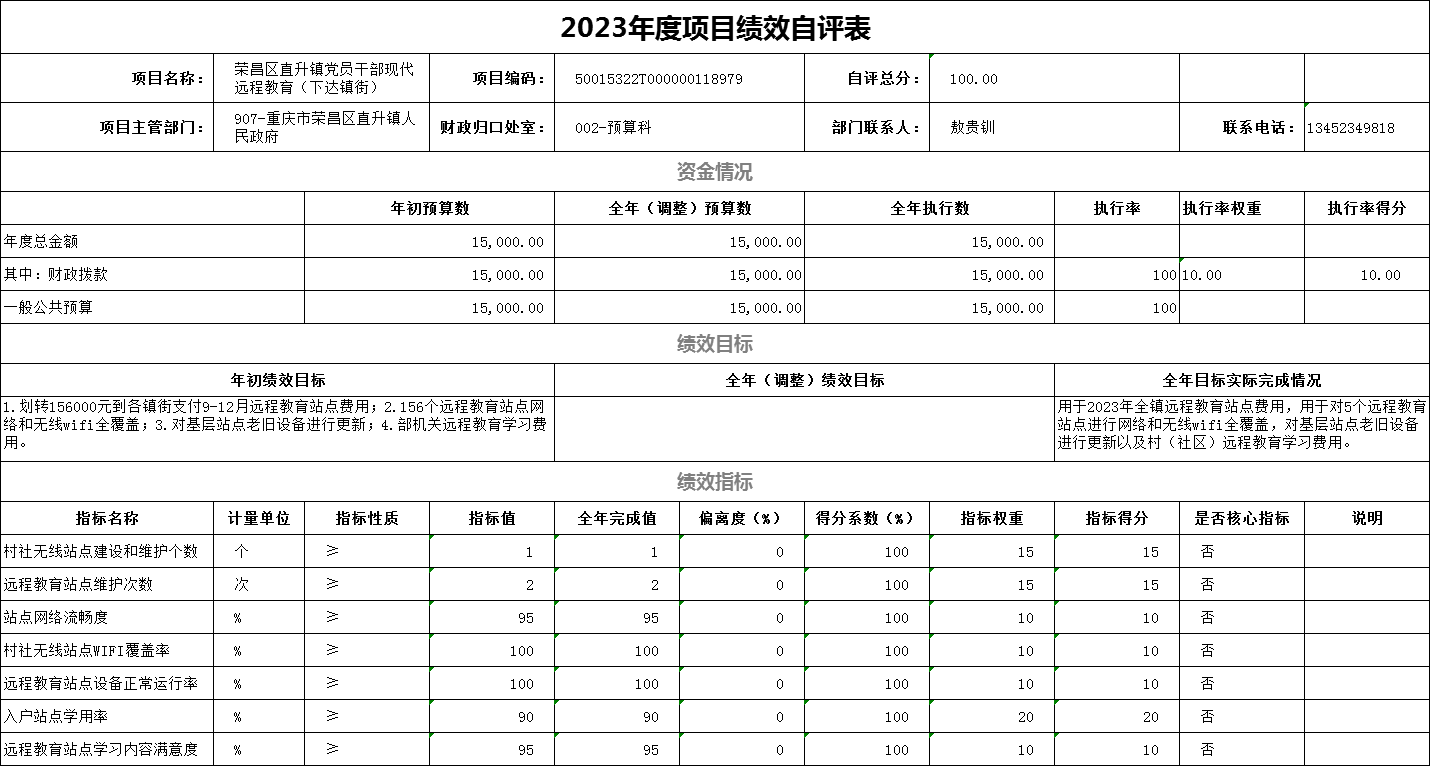 2023年度项目绩效自评表
项目名称： 荣昌区直升镇党员干部现代远程教育（下达镇街） 项目编码： 50015322T000000118979 自评总分： 100.00
项目主管部门： 907-重庆市荣昌区直升镇人民政府 财政归口处室： 002-预算科 部门联系人： 敖贵钏 联系电话： 13452349818
资金情况
年初预算数 全年（调整）预算数 全年执行数 执行率 执行率权重 执行率得分
年度总金额 15,000.00 15,000.00 15,000.00
其中：财政拨款 15,000.00 15,000.00 15,000.00 100 10.00 10.00
一般公共预算 15,000.00 15,000.00 15,000.00 100
绩效目标
年初绩效目标 全年（调整）绩效目标 全年目标实际完成情况
1.划转156000元到各镇街支付9-12月远程教育站点费用；2.156个远程教育站点网
络和无线wifi全覆盖；3.对基层站点老旧设备进行更新；4.部机关远程教育学习费
用。
用于2023年全镇远程教育站点费用，用于对5个远程教育
站点进行网络和无线wifi全覆盖，对基层站点老旧设备
进行更新以及村（社区）远程教育学习费用。
绩效指标
指标名称 计量单位 指标性质 指标值 全年完成值 偏离度（%） 得分系数（%） 指标权重 指标得分 是否核心指标 说明
村社无线站点建设和维护个数 个 ≥ 1 1 0 100 15 15 否
远程教育站点维护次数 次 ≥ 2 2 0 100 15 15 否
站点网络流畅度 % ≥ 95 95 0 100 10 10 否
村社无线站点WIFI覆盖率 % ≥ 100 100 0 100 10 10 否
远程教育站点设备正常运行率 % ≥ 100 100 0 100 10 10 否
入户站点学用率 % ≥ 90 90 0 100 20 20 否
远程教育站点学习内容满意度 % ≥ 95 95 0 100 10 10 否